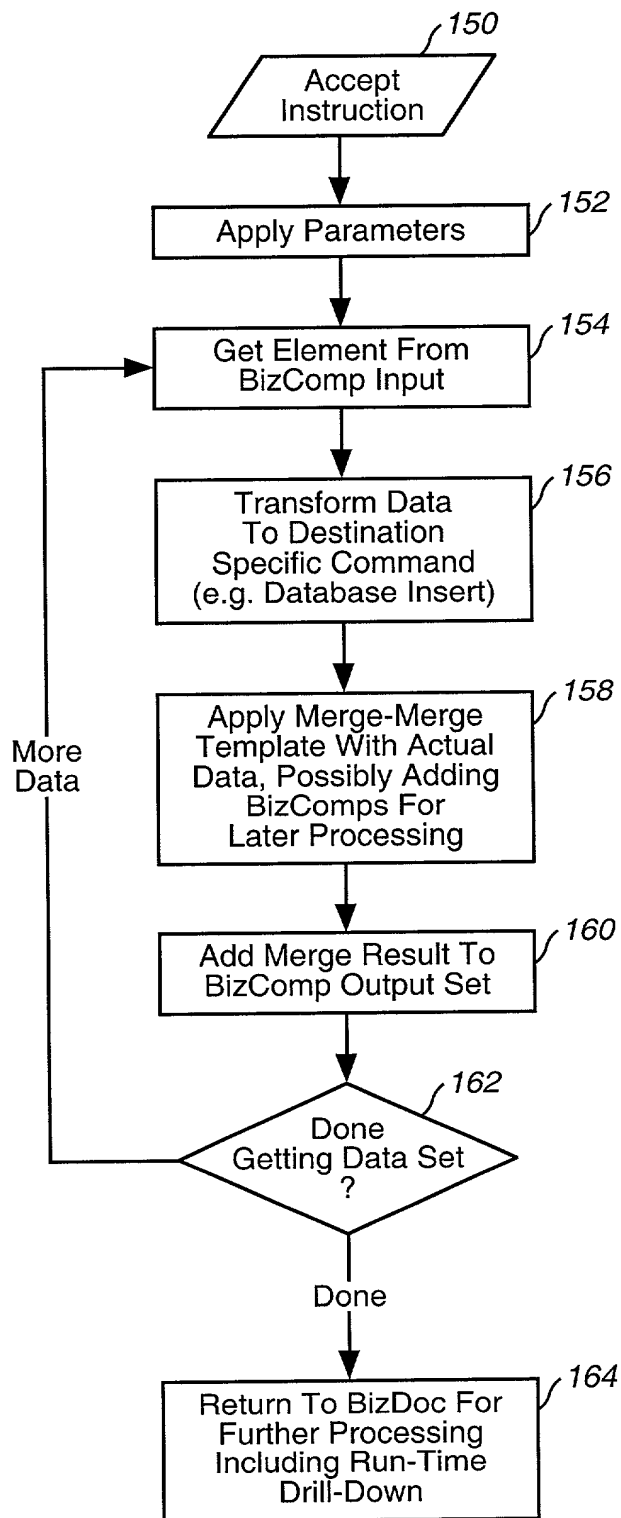 150
Accept
Instruction
152
Apply Parameters
154
Get Element From
BizComp Input
156
Transform Data
To Destination
Specific Command
(e.g. Database Insert)
158
Apply Merge-Merge
Template With Actual
Data, Possibly Adding
BizComps For
Later Processing
More
Data
160
Add Merge Result To
BizComp Output Set
162
Done
Getting Data Set
?
Done
164
Return To BizDoc For
Further Processing
Including Run-Time
Drill-Down